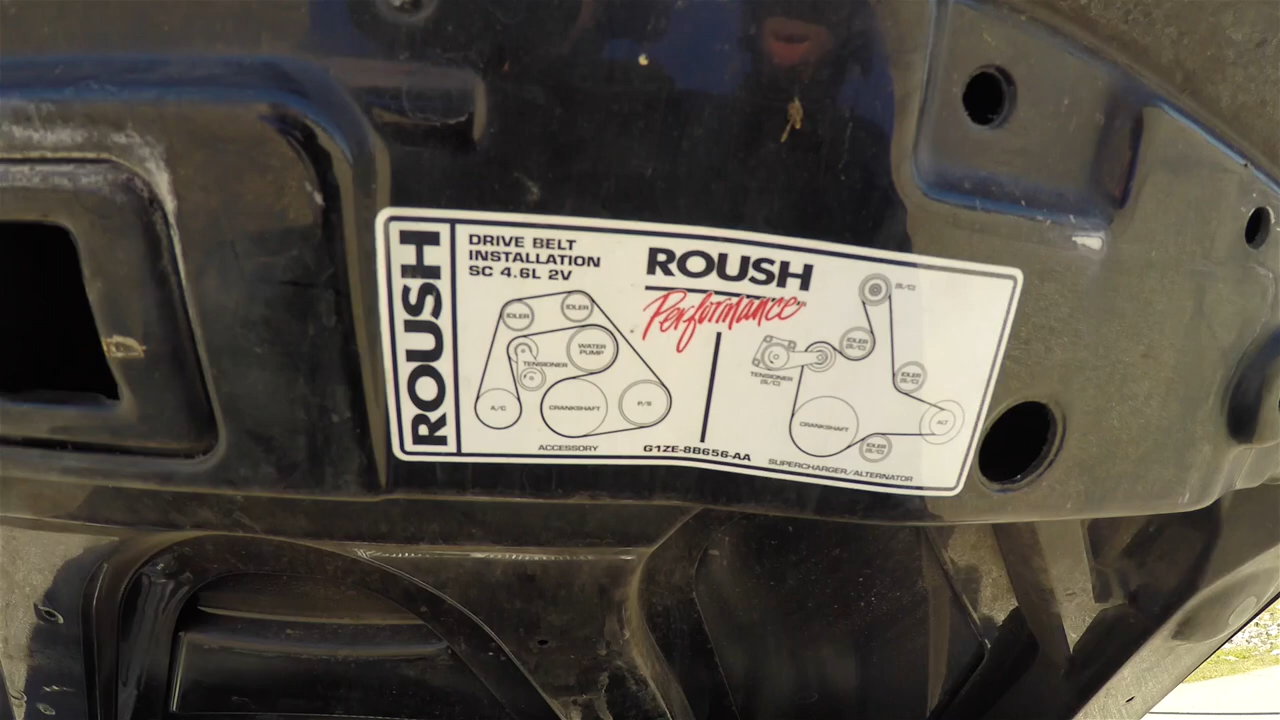 ROUSH
DRIVE BELT
INSTALLATION
SC 4.6L 2V
IDLER
IDLER
WATER
PUMP
TENSIONER
A/C
CRANKSHAFT
P/S
ACCESSORY
ROUSH
Performance
G1ZE-8B656-AA
(S/C)
IDLER
(S/C)
TENSIONER
(S/C)
IDLER
(S/C)
CRANKSHAFT
ALT
IDLER
(S/C)
SUPERCHARGER/ALTERNATOR